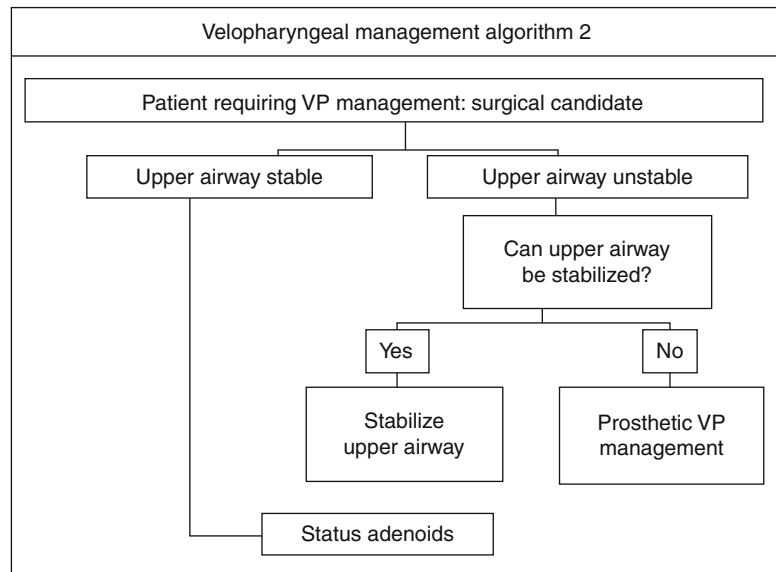 Velopharyngeal management algorithm 2
Patient requiring VP management: surgical candidate
Upper airway stable
Upper airway unstable
Can upper airway
be stabilized?
Yes
No
Stabilize
upper airway
Prosthetic VP
management
Status adenoids